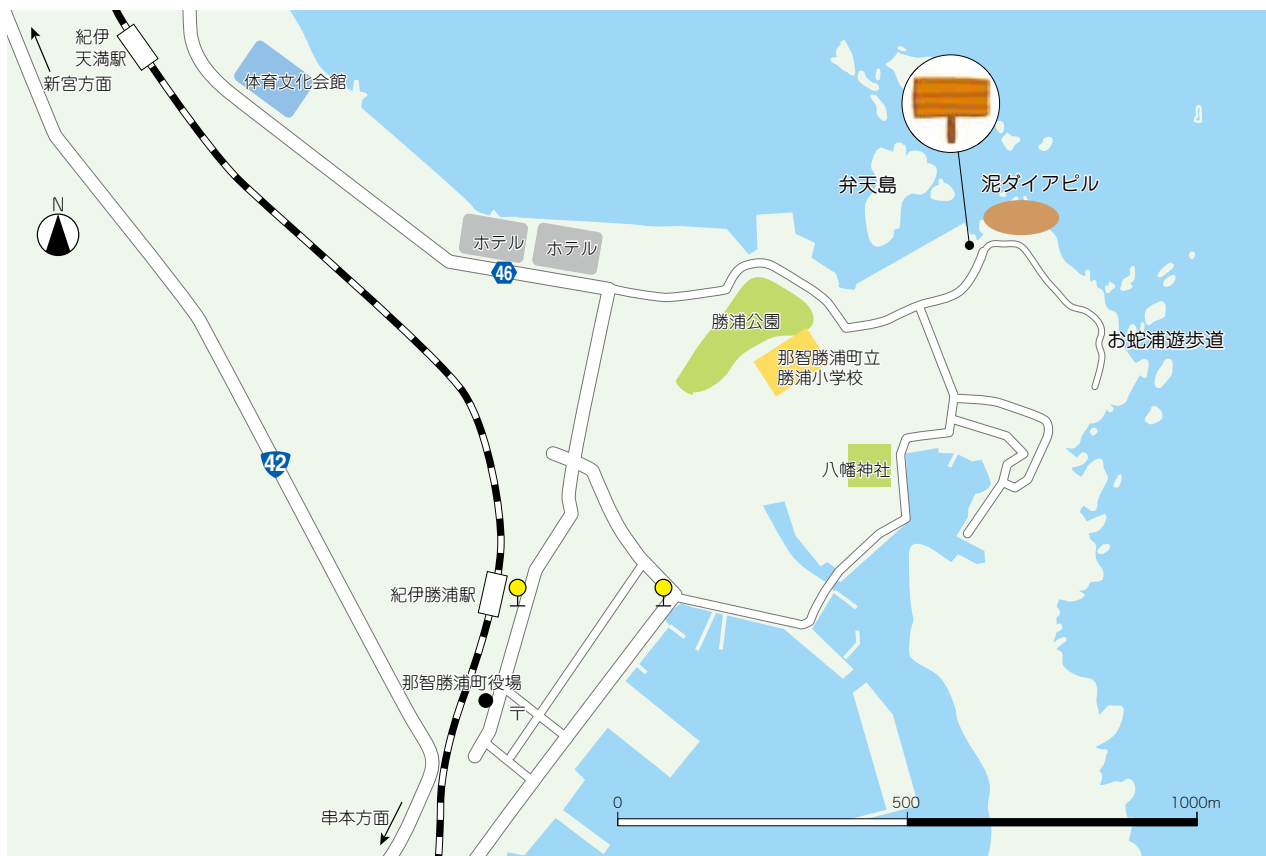 紀伊
天満駅
新宮方面
体育文化会館
N
弁天島
泥ダイアピル
ホテル
ホテル
46
勝浦公園
那智勝浦町立
勝浦小学校
お蛇浦遊歩道
42
八幡神社
紀伊勝浦駅
那智勝浦町役場
〒
串本方面
0 500 1000m